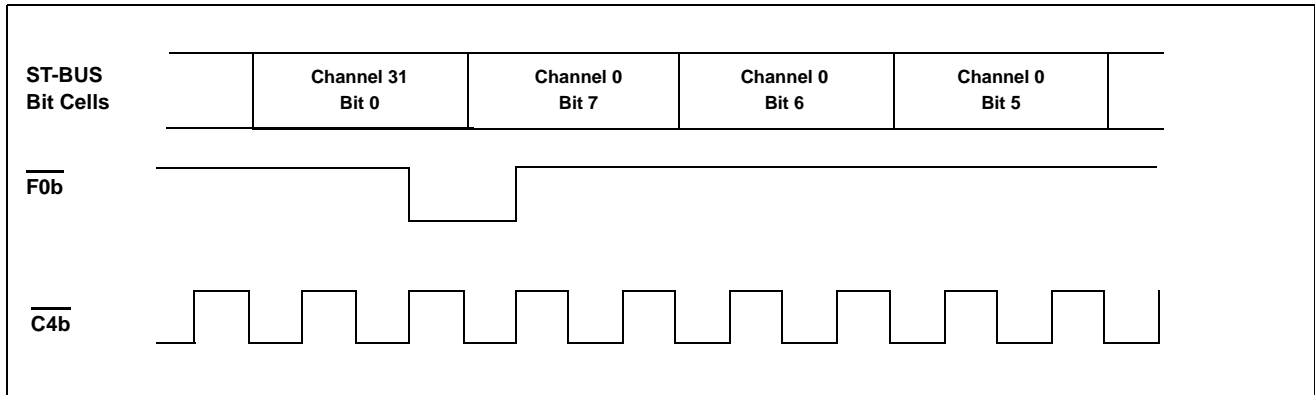 ST-BUS
Bit Cells
Channel 31
Bit 0
Channel 0
Bit 7
Channel 0
Bit 6
Channel 0
Bit 5
F0b
C4b